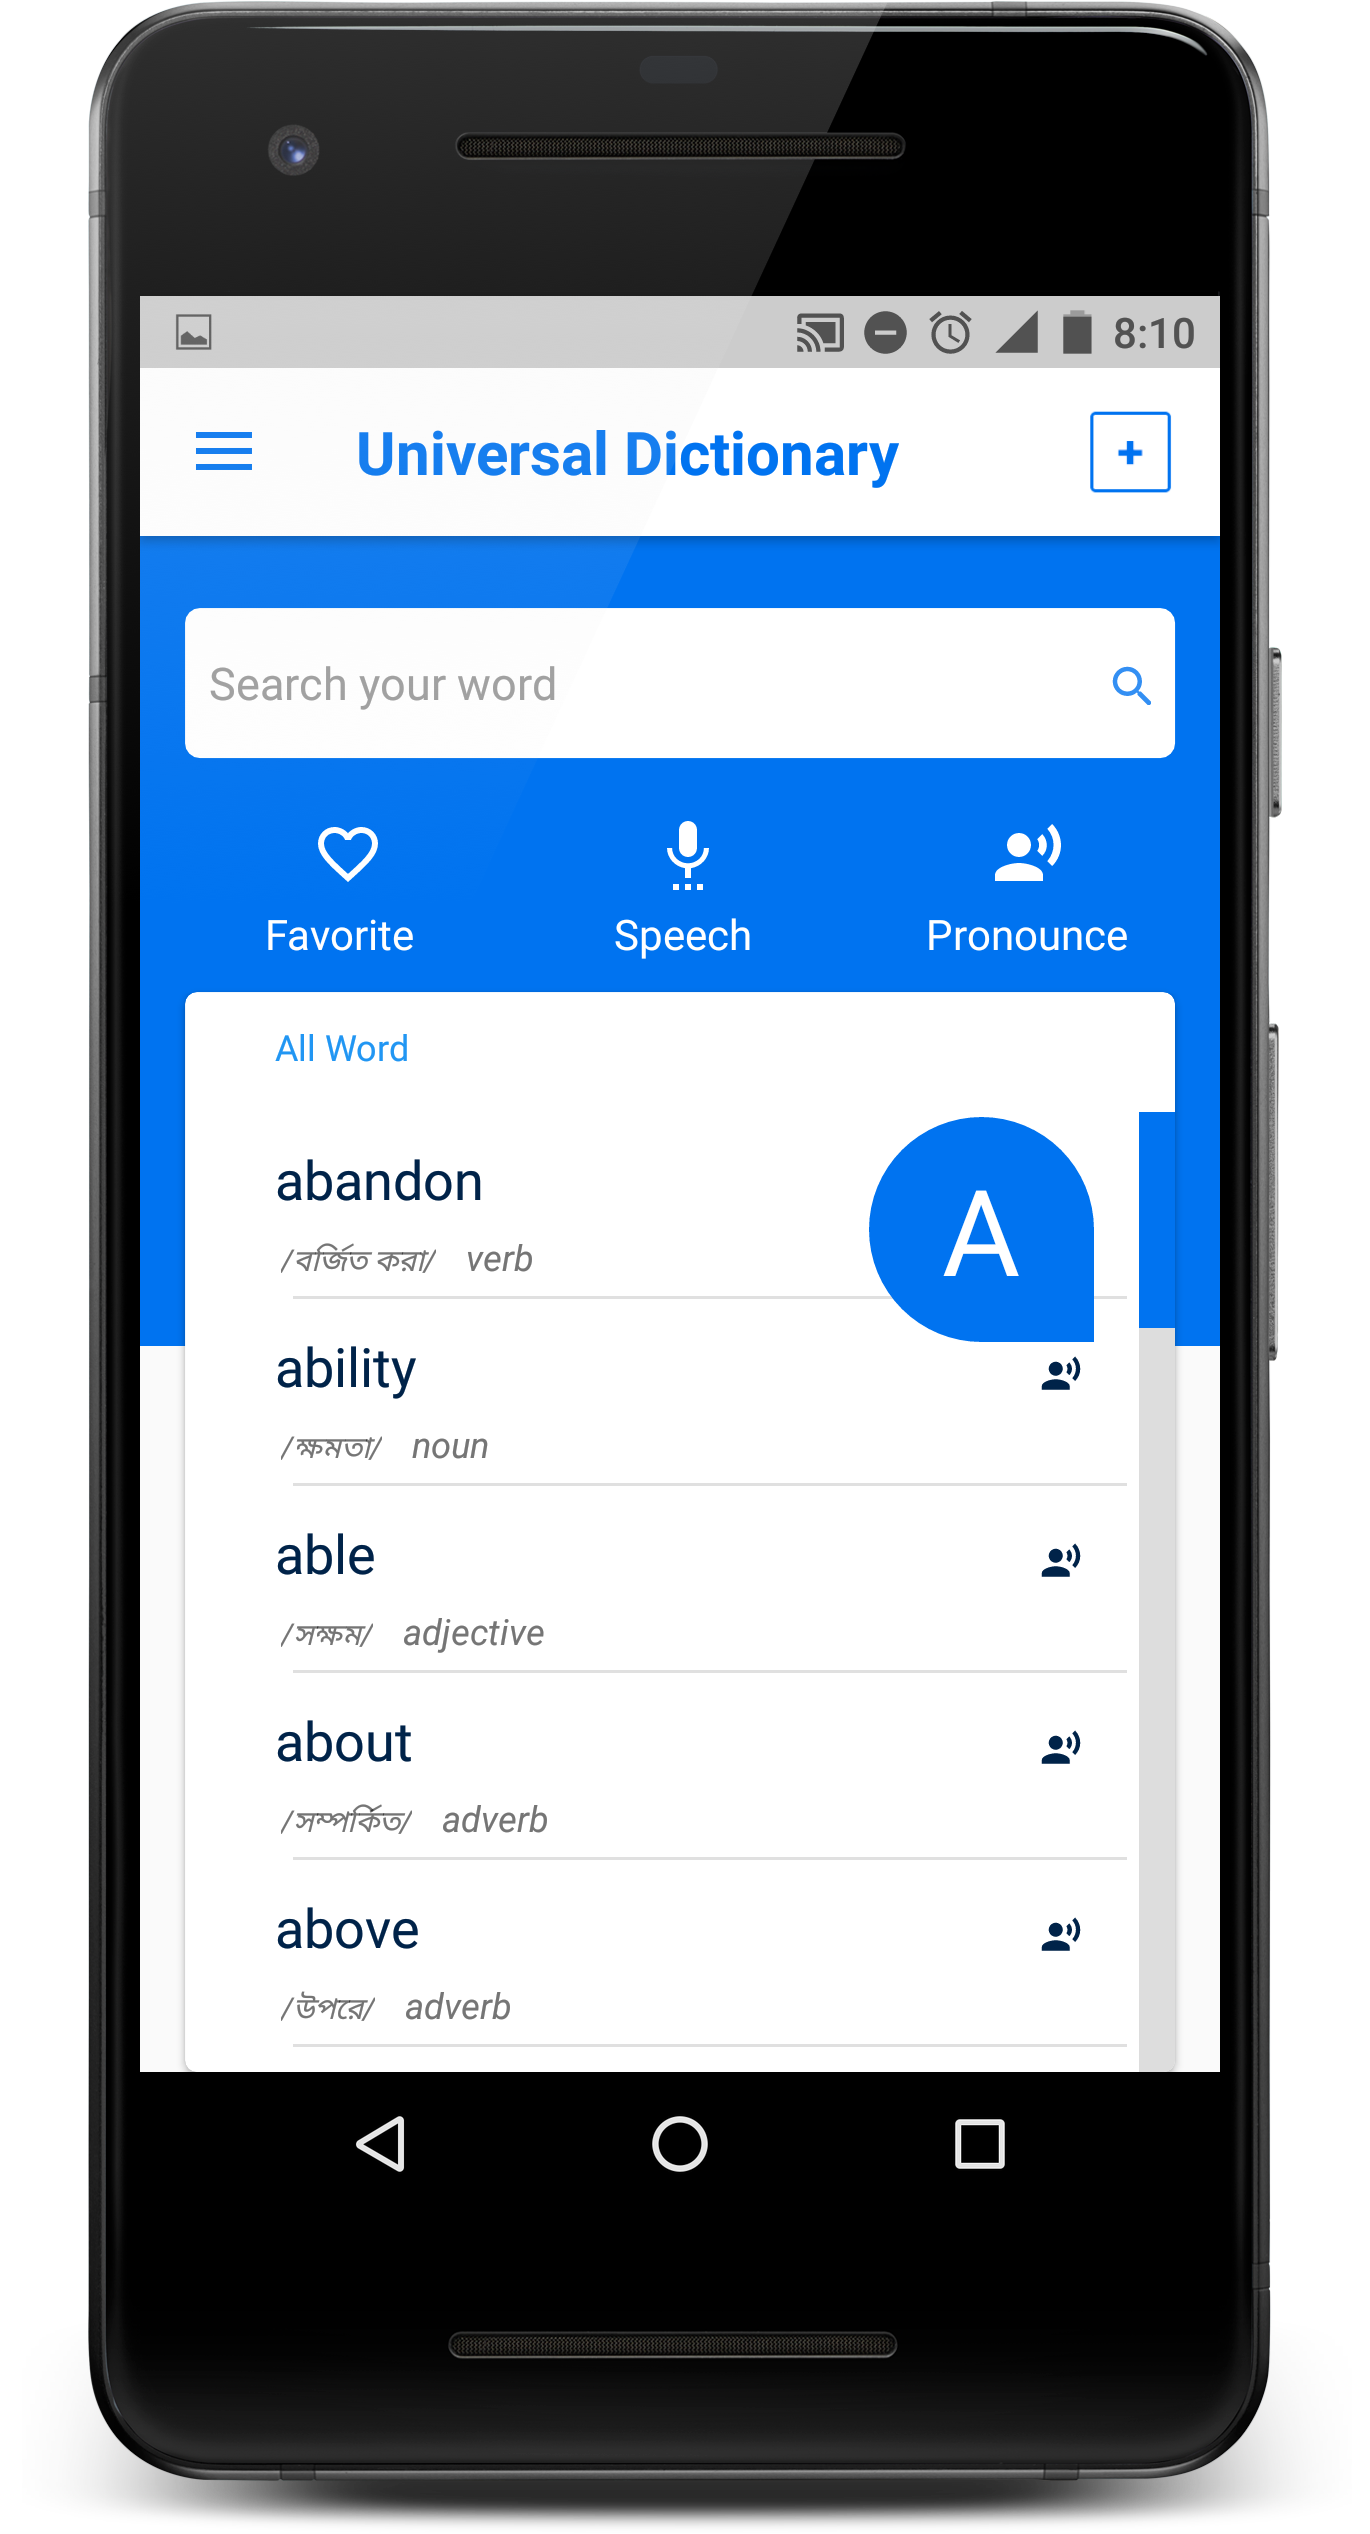 8:10
Universal Dictionary
+
Search your word
Favorite Speech Pronounce
All Word
abandon
A
/বর্জিত করা/ verb
ability
/ক্ষমতা/ noun
able
/সক্ষম/ adjective
about
/সম্পর্কিত/ adverb
above
/উপরে/ adverb